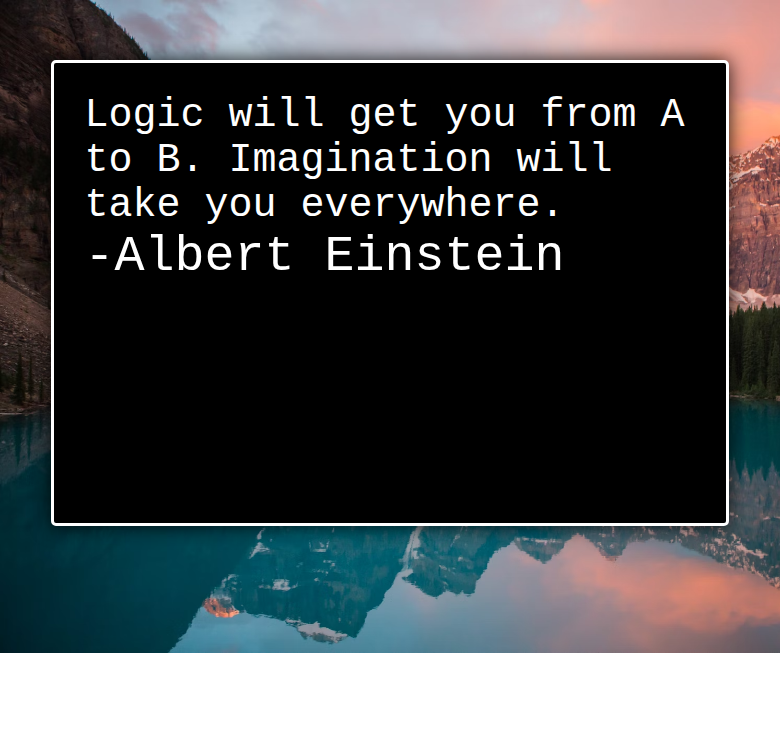 Logic will get you from A
to B. Imagination will
take you everywhere.
-Albert Einstein